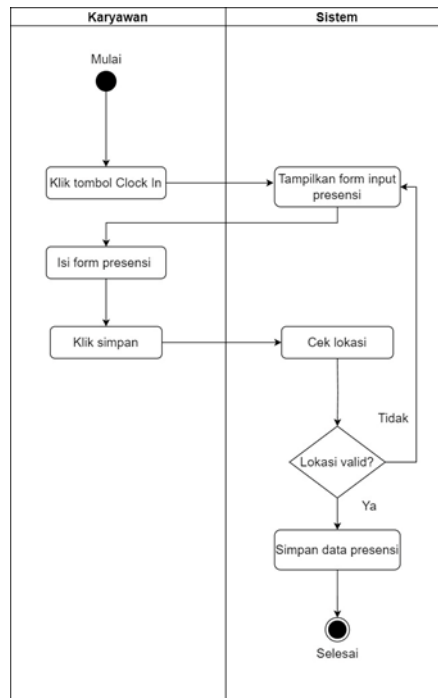 Karyawan
Sistem
Mulai
Klik tombol Clock In
Tampilkan form input
presensi
Isi form presensi
Klik simpan
Cek lokasi
Tidak
Lokasi valid?
Ya
Simpan data presensi
Selesai